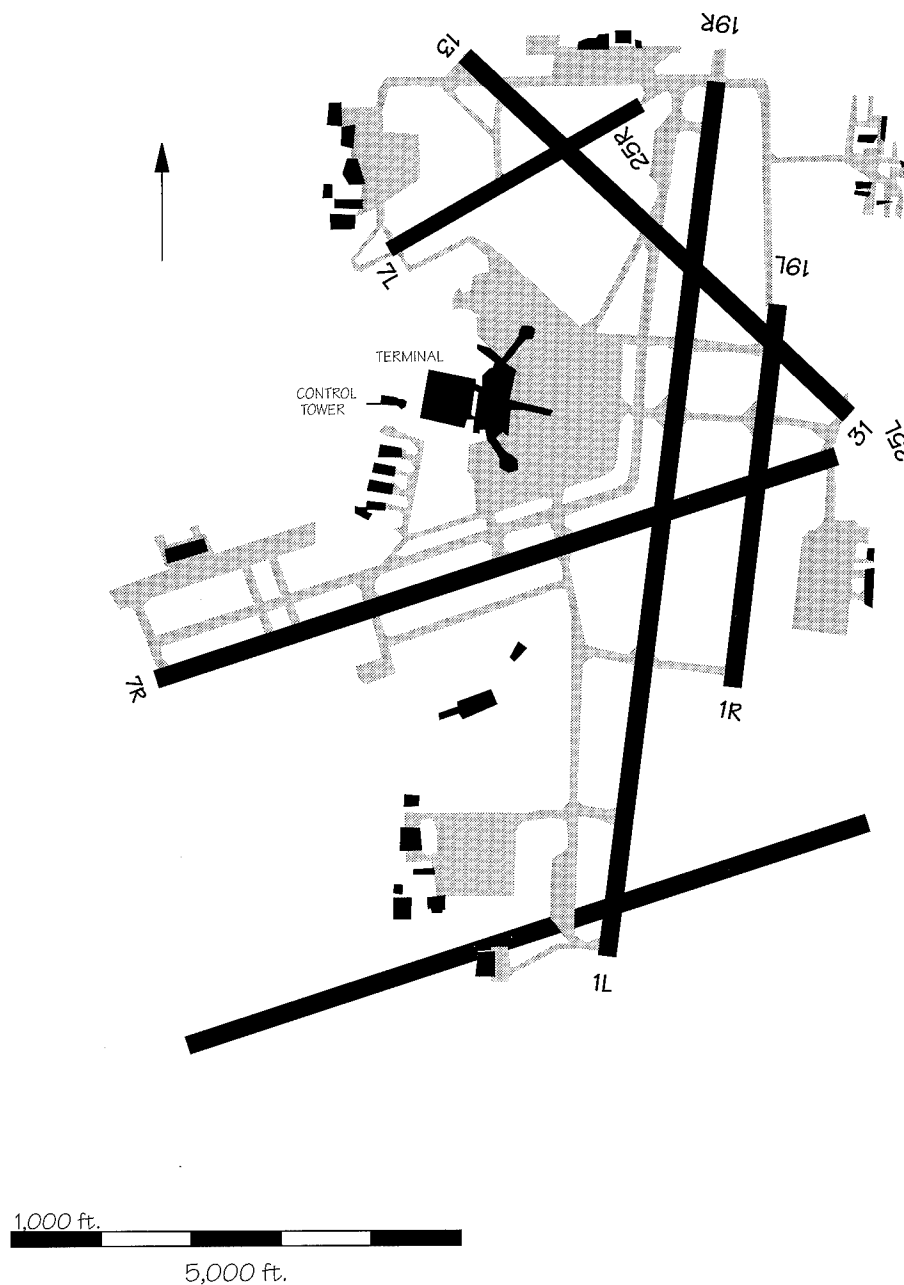 19R
13
25R
19L
7L
TERMINAL
CONTROL
TOWER
31
7R
1R
1L
1,000 ft.
5,000 ft.